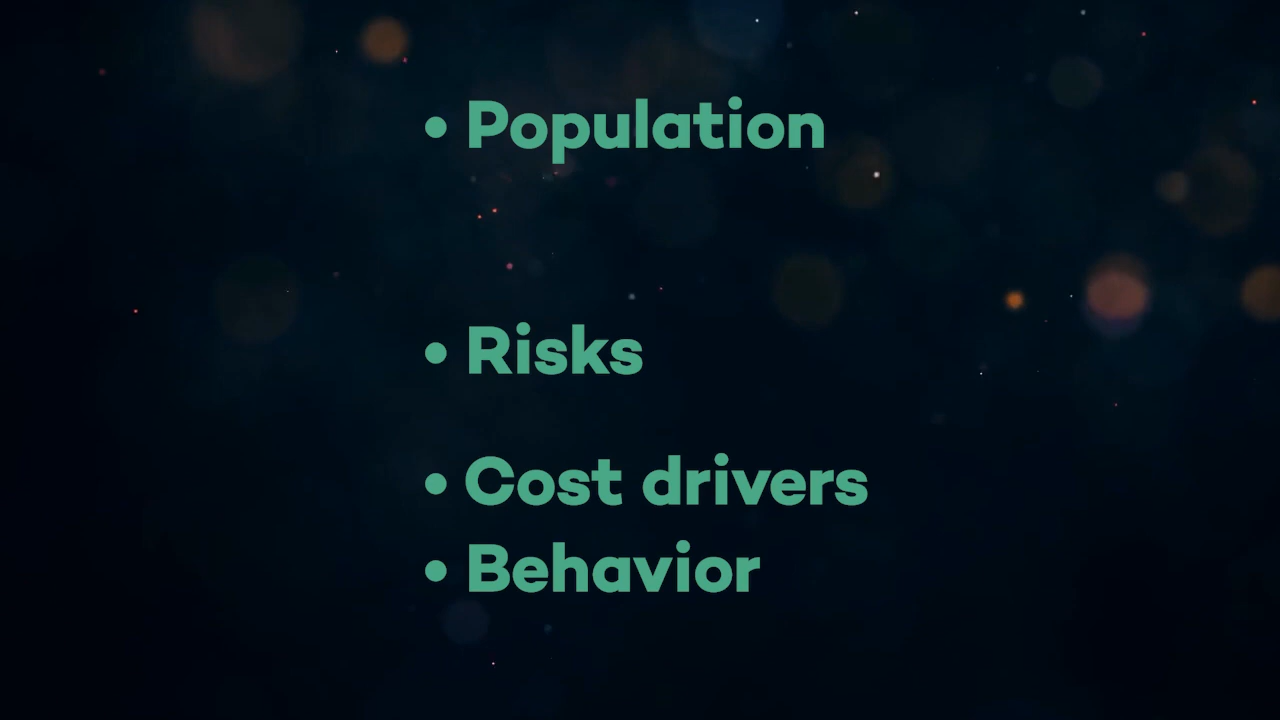 • Population
• Risks
• Cost drivers
• Behavior